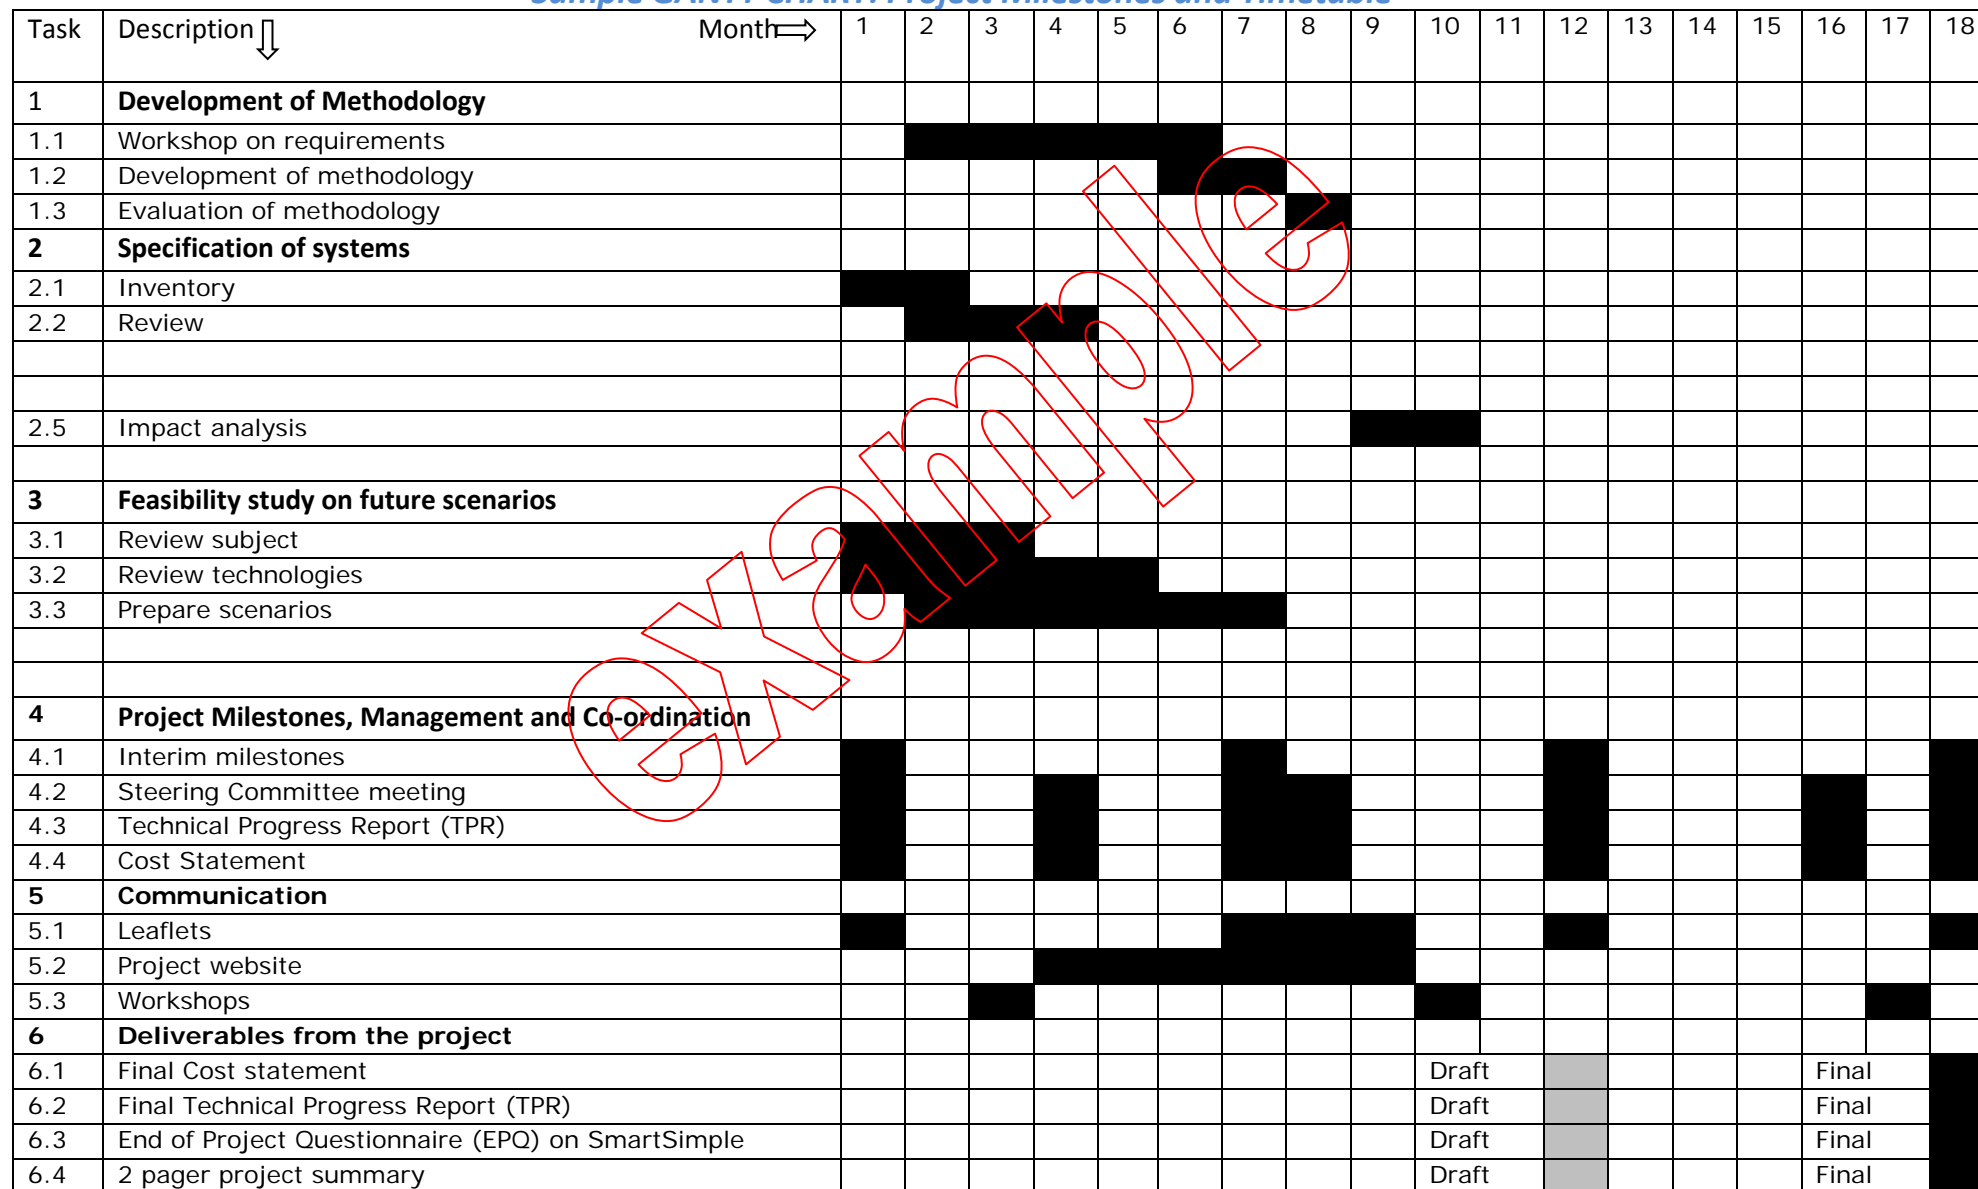 Sample GANTT CHART: Project Milestones and Timetable
Task Description Month 1 2 3 4 5 6 7 8 9 10 11 12 13 14 15 16 17 18
1 Development of Methodology
1.1 Workshop on requirements
1.2 Development of methodology
1.3 Evaluation of methodology
2 Specification of systems
2.1 Inventory
2.2 Review
2.5 Impact analysis
3 Feasibility study on future scenarios
3.1 Review subject
3.2 Review technologies
3.3 Prepare scenarios
4 Project Milestones, Management and Co-ordination
4.1 Interim milestones
4.2 Steering Committee meeting
4.3 Technical Progress Report (TPR)
4.4 Cost Statement
5 Communication
5.1 Leaflets
5.2 Project website
5.3 Workshops
6 Deliverables from the project
6.1 Final Cost statement Draft Final
6.2 Final Technical Progress Report (TPR) Draft Final
6.3 End of Project Questionnaire (EPQ) on SmartSimple Draft Final
6.4 2 pager project summary Draft Final
example